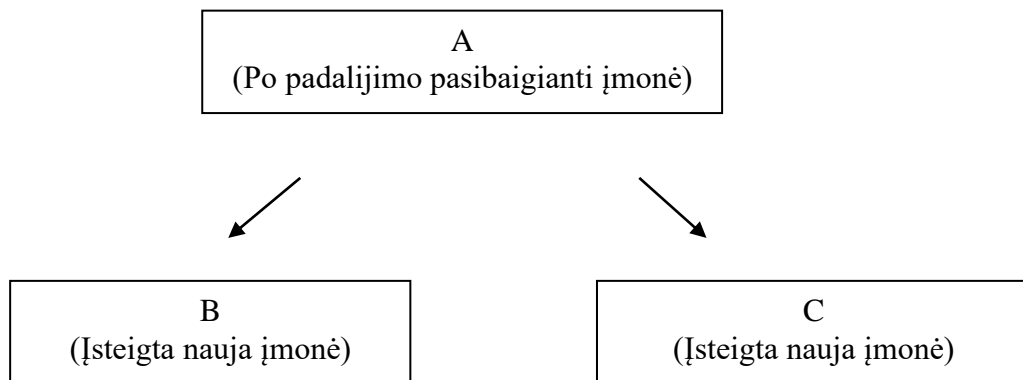 A
(Po padalijimo pasibaigianti įmonė)
B
(Įsteigta nauja įmonė)
C
(Įsteigta nauja įmonė)